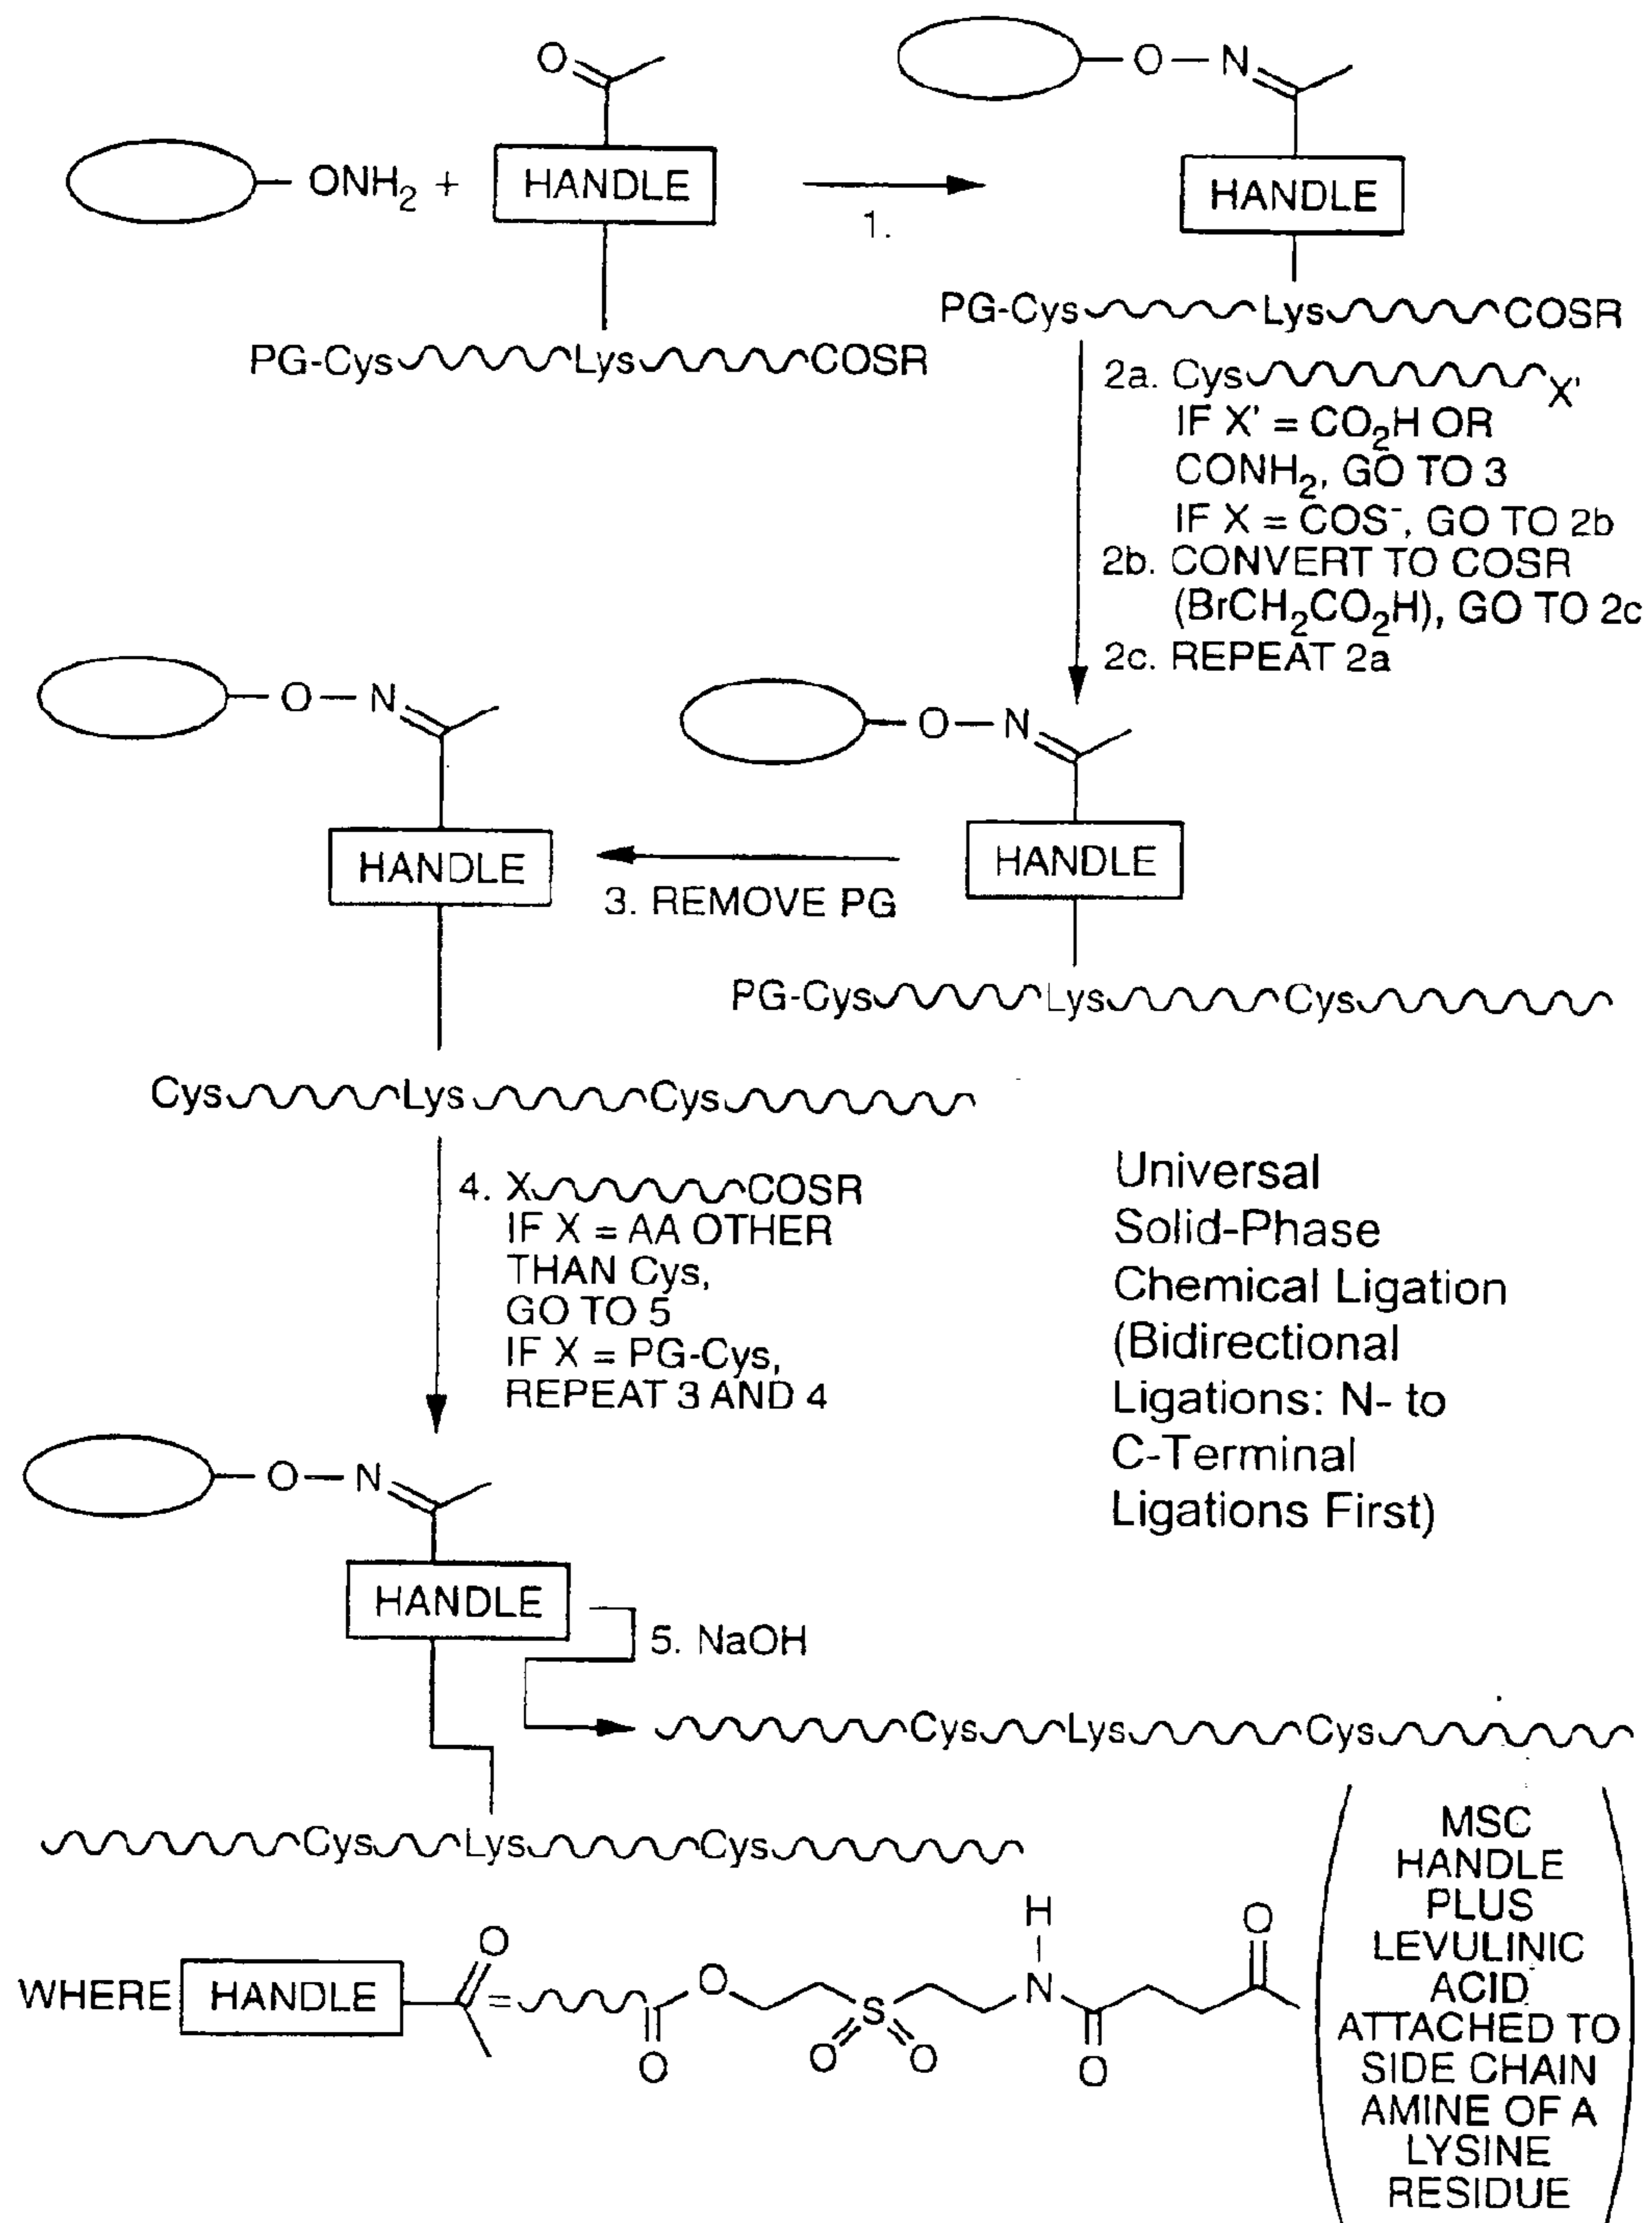 O
O — N
ONH2 +
HANDLE
1.
HANDLE
PG-Cys Lys COSR
PG-Cys Lys COSR
2a. Cys X'
IF X' = CO2H OR
CONH2, GO TO 3
IF X = COS-, GO TO 2b
2b. CONVERT TO COSR
(BrCH2CO2H), GO TO 2c
2c. REPEAT 2a
O — N
O — N
HANDLE
HANDLE
3. REMOVE PG
PG-Cys Lys Cys
Cys Lys Cys
4. X COSR
IF X = AA OTHER
THAN Cys,
GO TO 5
IF X = PG-Cys,
REPEAT 3 AND 4
Universal
Solid-Phase
Chemical Ligation
(Bidirectional
Ligations: N- to
C-Terminal
Ligations First)
O — N
HANDLE
5. NaOH
Cys Lys Cys
Cys Lys Cys
WHERE HANDLE O = O O S O O H N O O
(MSC
HANDLE
PLUS
LEVULINIC
ACID
ATTACHED TO
SIDE CHAIN
AMINE OF A
LYSINE
RESIDUE)